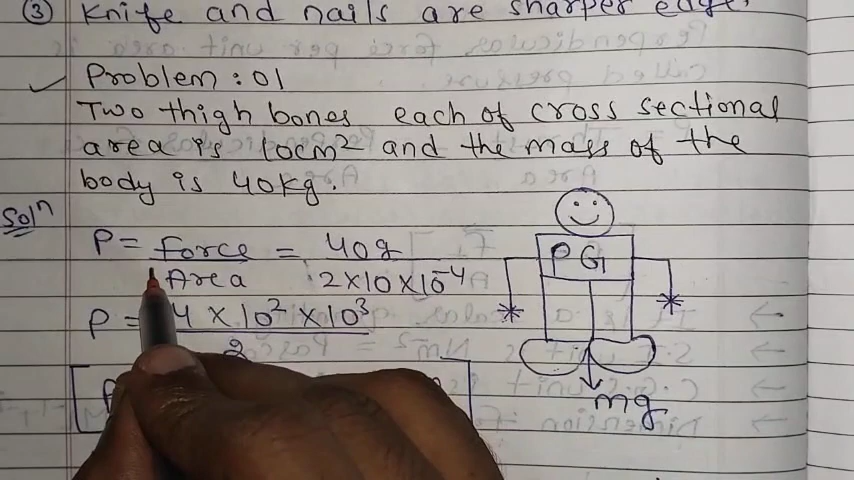 ③ Knife and nails are sharper edge.
Problem : 01
Two thigh bones each of cross sectional
area is 10cm² and the mass of the
body is 40kg.
Solⁿ
P = Force / Area = 40g / 2×10×10⁻⁴
P = 4 × 10² × 10³ / 2
PG
mg